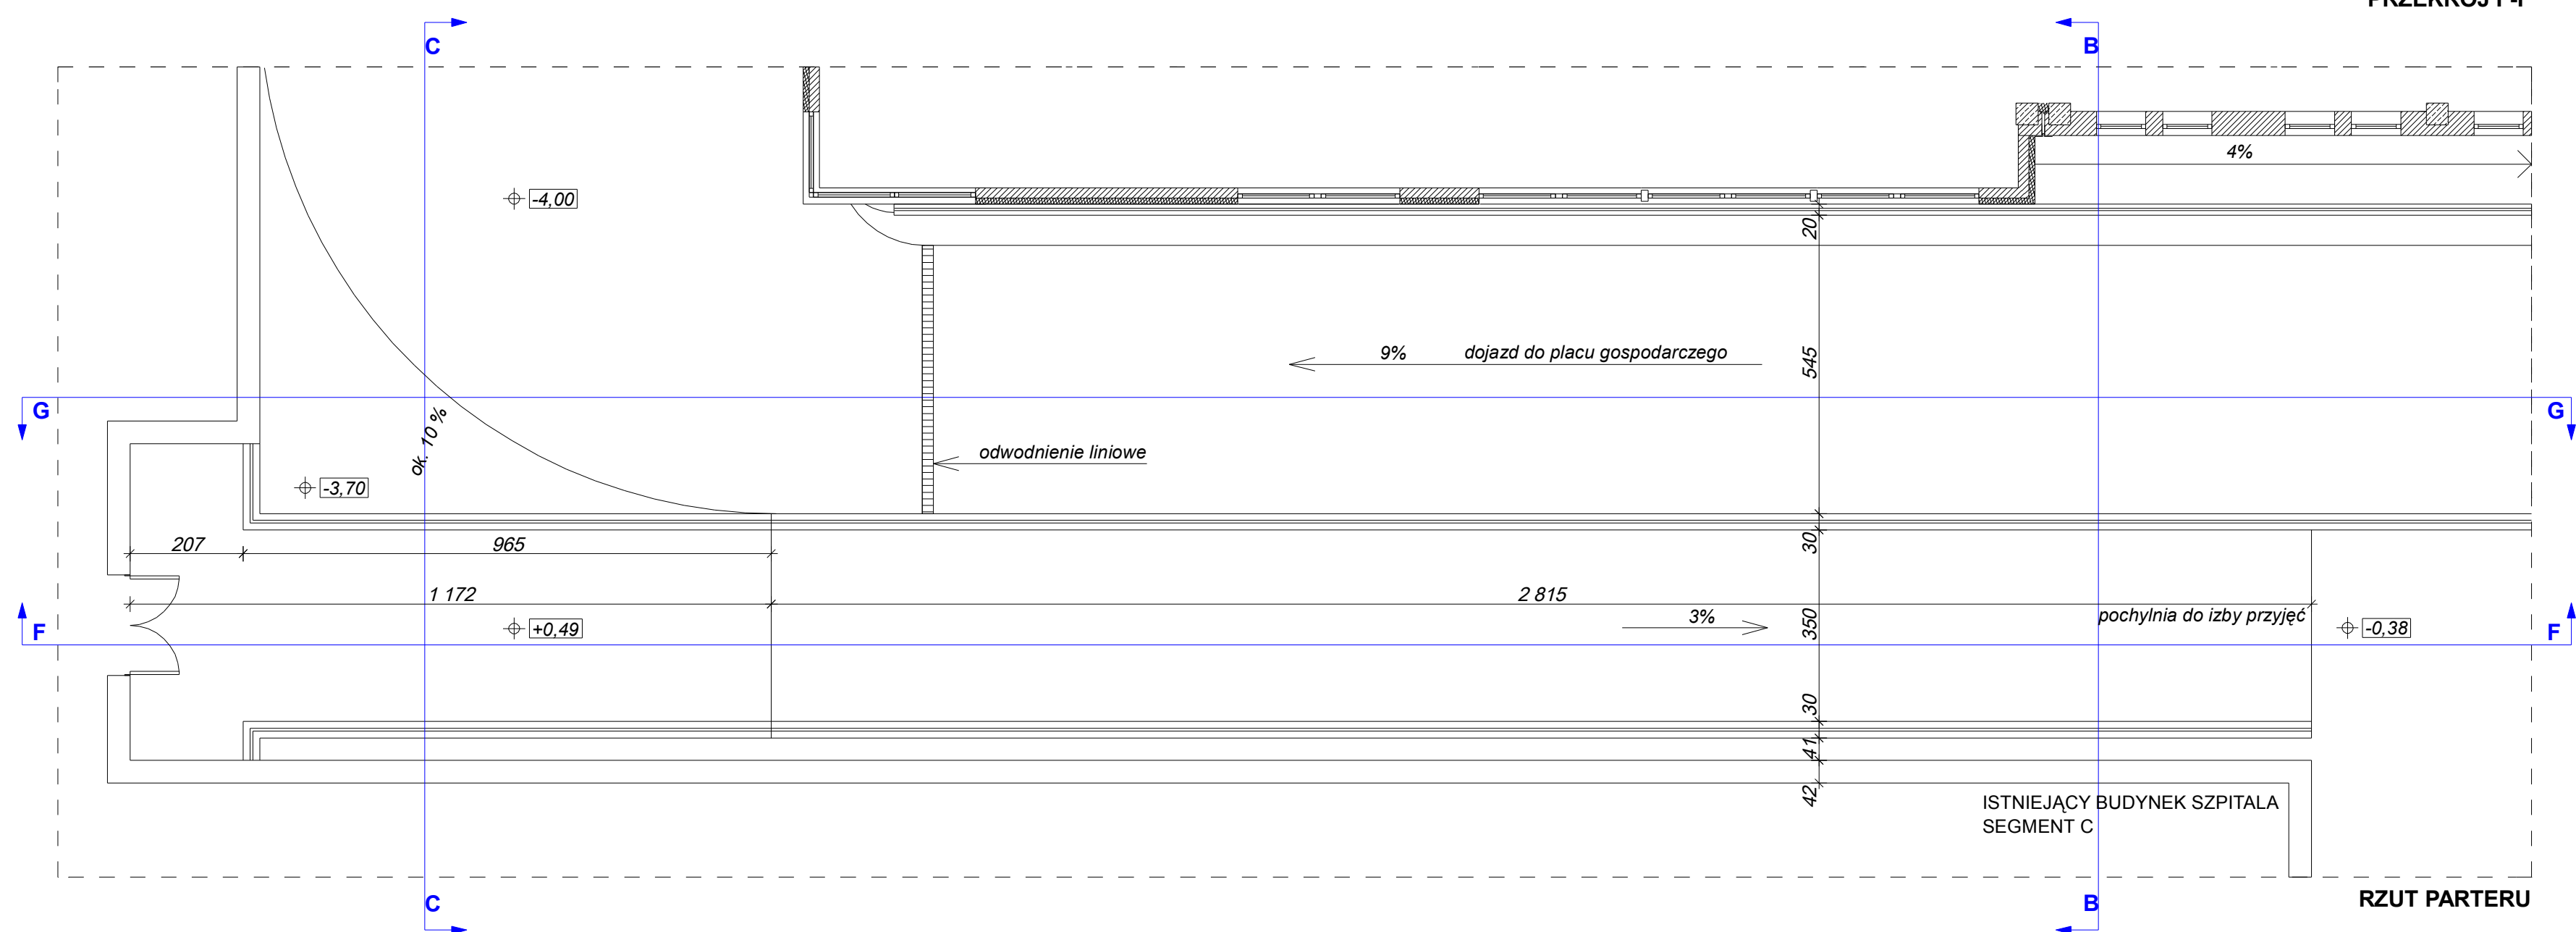 C
B
4%
-4,00
20
9%
dojazd do placu gospodarczego
545
G
G
ok. 10 %
odwodnienie liniowe
-3,70
207
965
30
1 172
2 815
350
3%
pochylnia do izby przyjęć
F
+0,49
-0,38
F
30
41
42
ISTNIEJĄCY BUDYNEK SZPITALA
SEGMENT C
C
B
RZUT PARTERU